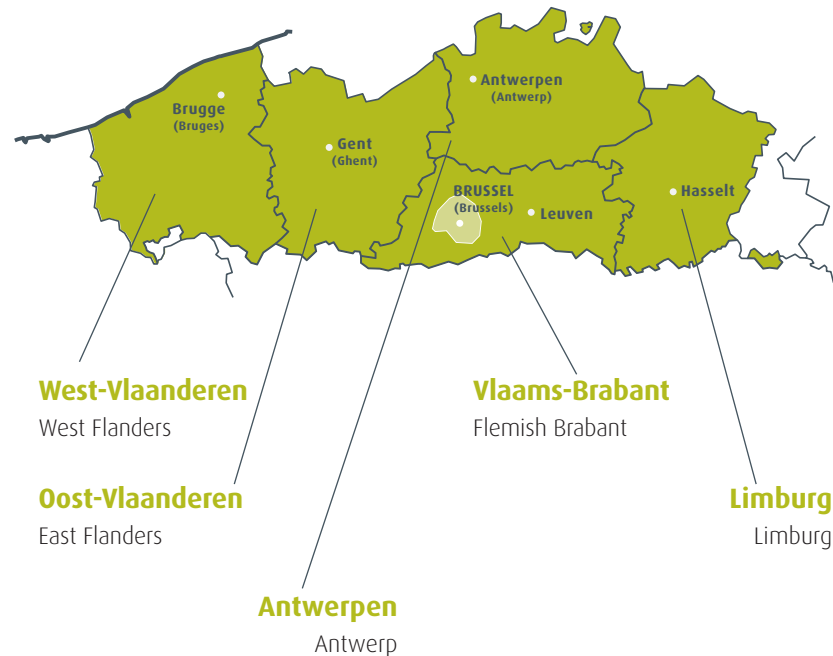 Antwerpen
(Antwerp)
Brugge
(Bruges)
Gent
(Ghent)
BRUSSEL
(Brussels)
Leuven
Hasselt
West-Vlaanderen
West Flanders
Vlaams-Brabant
Flemish Brabant
Oost-Vlaanderen
East Flanders
Limburg
Limburg
Antwerpen
Antwerp